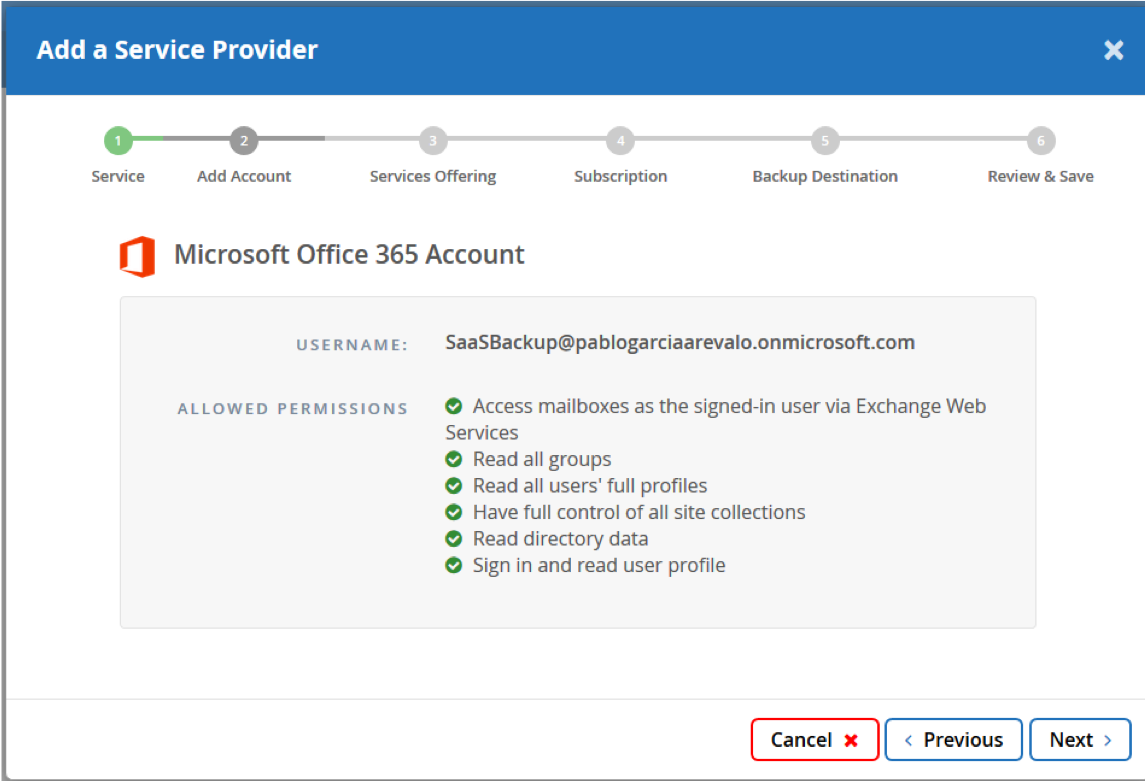 Add a Service Provider
1 2 3 4 5 6
Service Add Account Services Offering Subscription Backup Destination Review & Save
Microsoft Office 365 Account
USERNAME: SaaSBackup@pablogarciaarevalo.onmicrosoft.com
ALLOWED PERMISSIONS Access mailboxes as the signed-in user via Exchange Web
Services
Read all groups
Read all users' full profiles
Have full control of all site collections
Read directory data
Sign in and read user profile
Cancel Previous Next